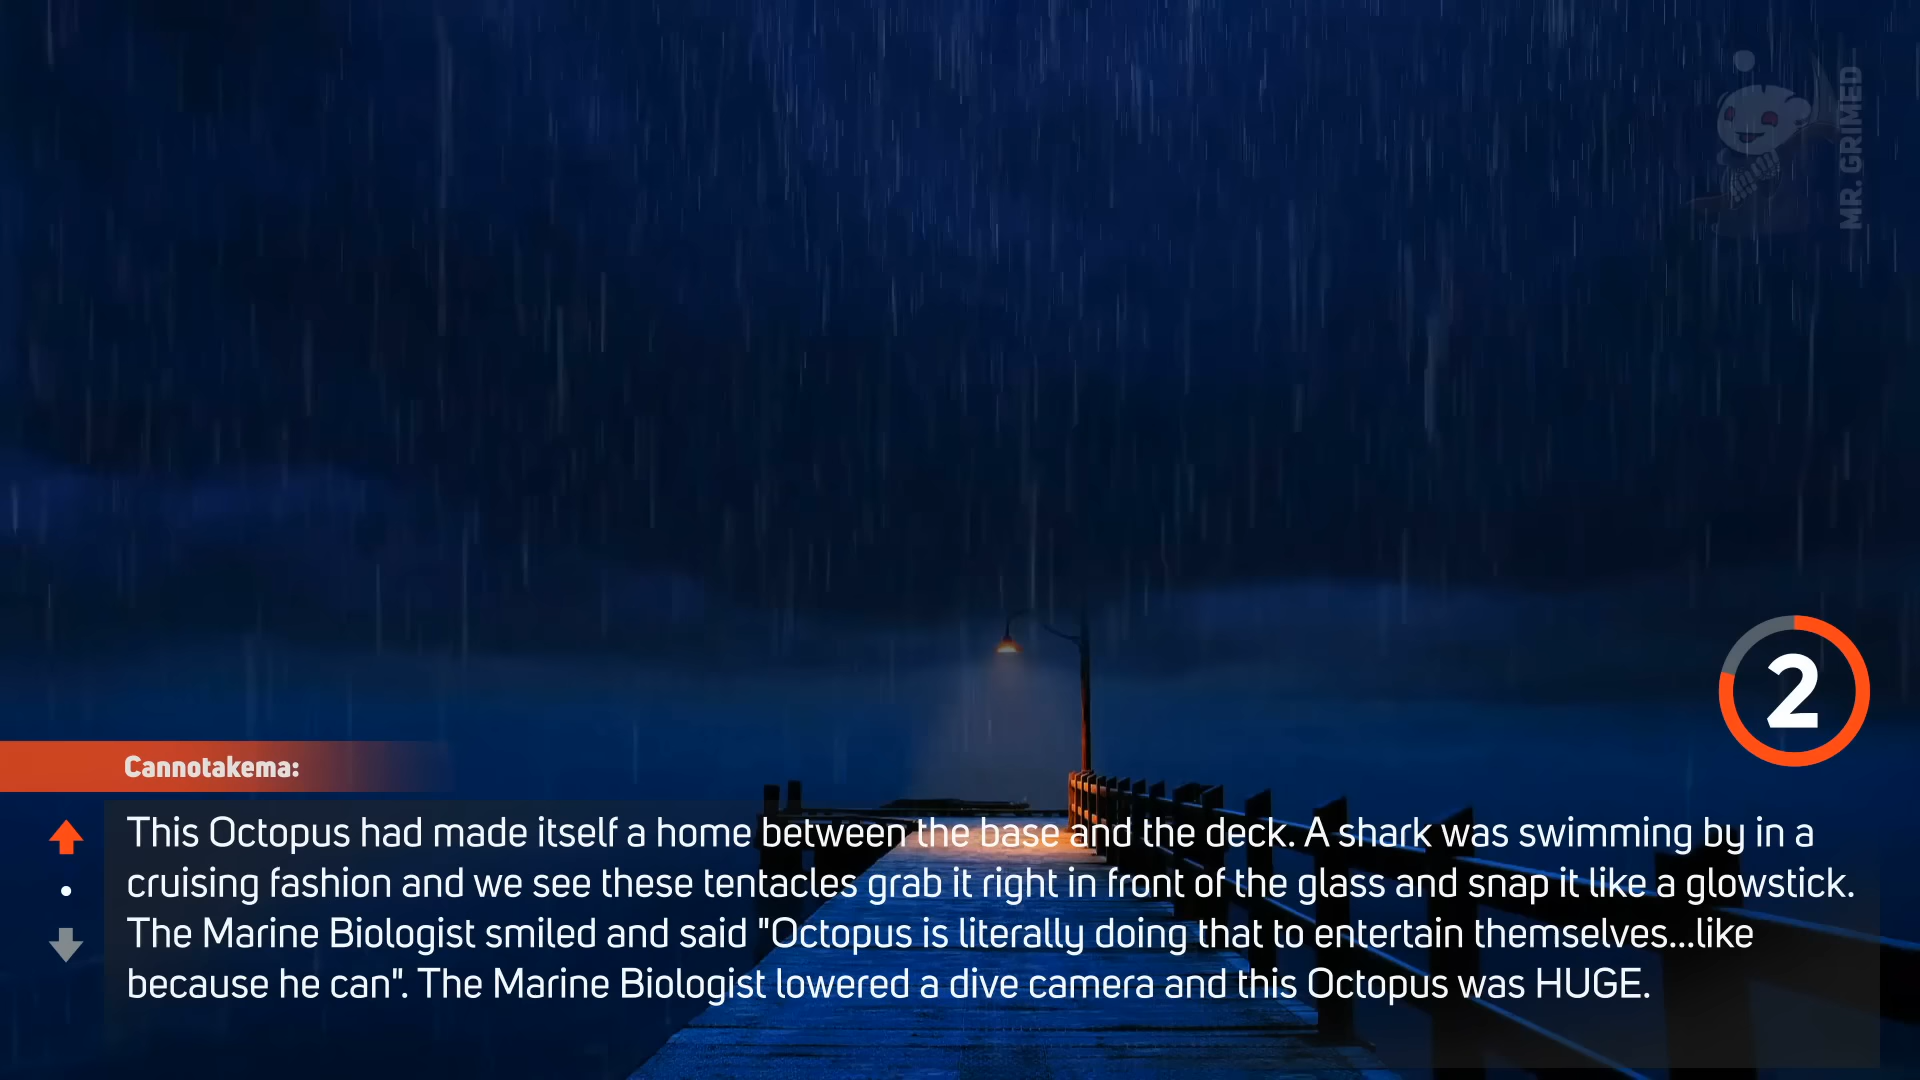 MR. GRIMED
2
Cannotakema:
This Octopus had made itself a home between the base and the deck. A shark was swimming by in a
cruising fashion and we see these tentacles grab it right in front of the glass and snap it like a glowstick.
The Marine Biologist smiled and said "Octopus is literally doing that to entertain themselves...like
because he can". The Marine Biologist lowered a dive camera and this Octopus was HUGE.